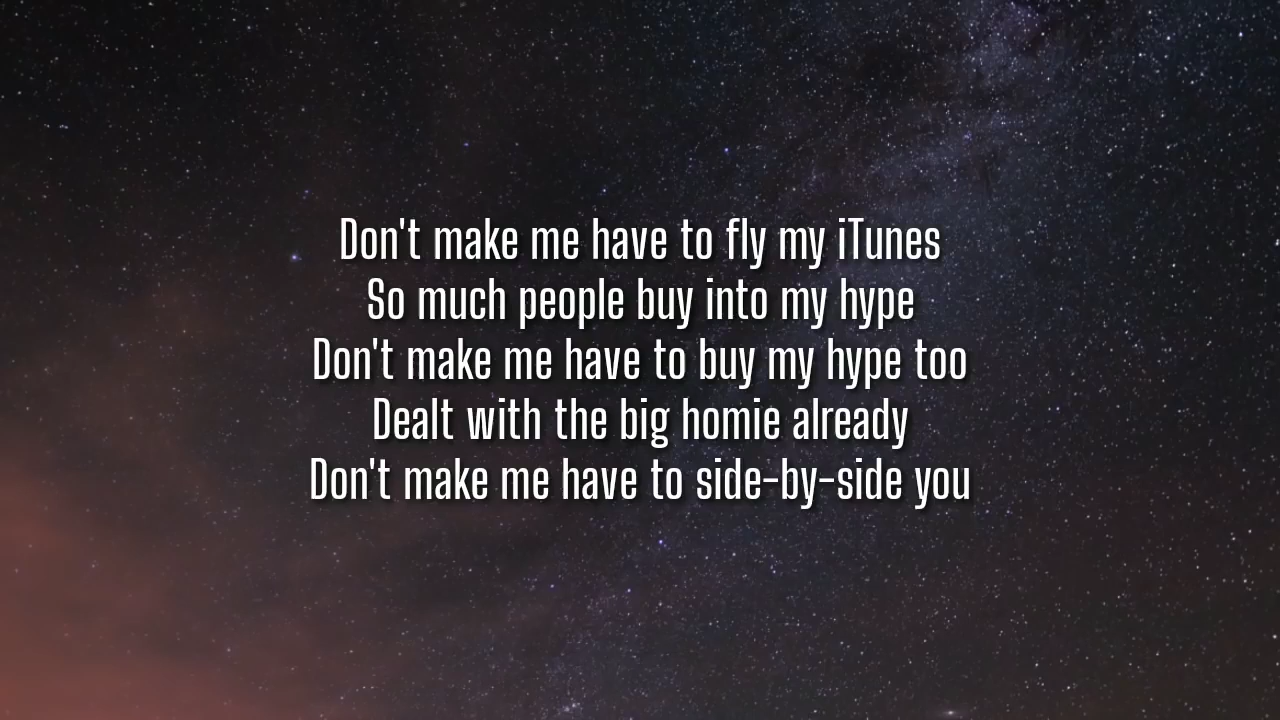 Don't make me have to fly my iTunes
So much people buy into my hype
Don't make me have to buy my hype too
Dealt with the big homie already
Don't make me have to side-by-side you